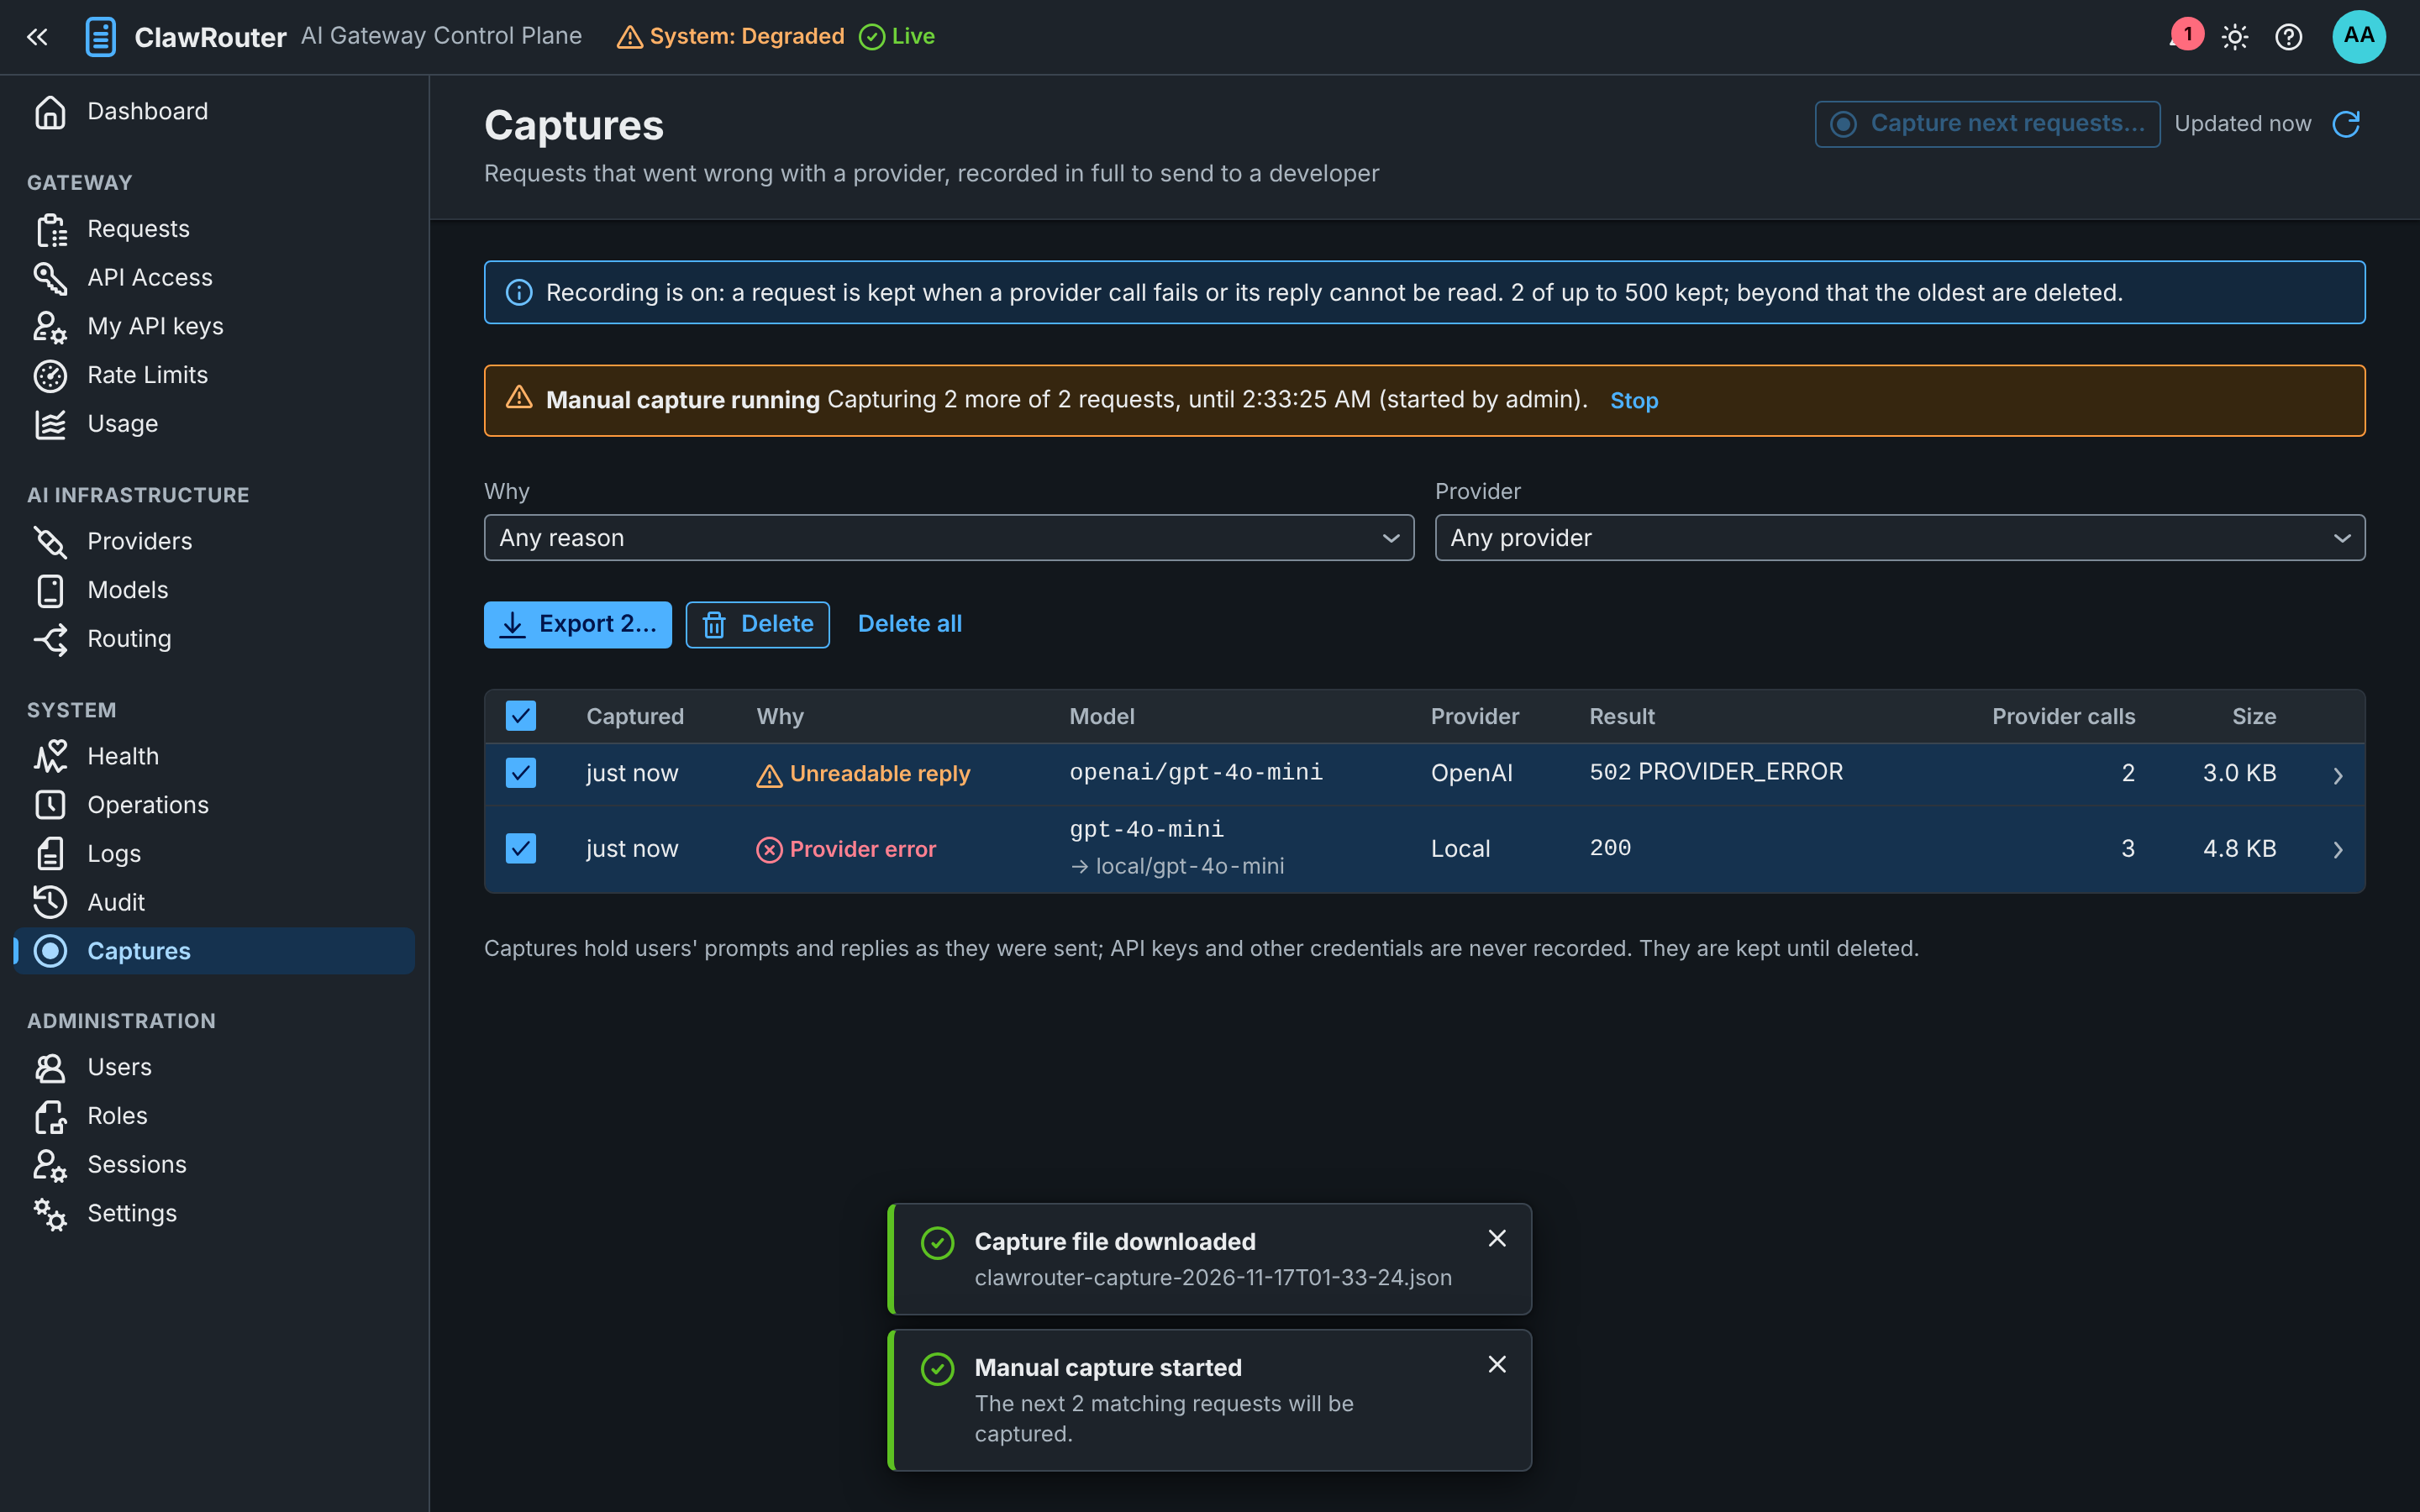 ClawRouter AI Gateway Control Plane System: Degraded Live 1 AA
Dashboard
GATEWAY
Requests
API Access
My API keys
Rate Limits
Usage
AI INFRASTRUCTURE
Providers
Models
Routing
SYSTEM
Health
Operations
Logs
Audit
Captures
ADMINISTRATION
Users
Roles
Sessions
Settings
Captures
Capture next requests... Updated now
Requests that went wrong with a provider, recorded in full to send to a developer
Recording is on: a request is kept when a provider call fails or its reply cannot be read. 2 of up to 500 kept; beyond that the oldest are deleted.
Manual capture running Capturing 2 more of 2 requests, until 2:33:25 AM (started by admin). Stop
Why Provider
Any reason Any provider
Export 2... Delete Delete all
Captured Why Model Provider Result Provider calls Size
just now Unreadable reply openai/gpt-4o-mini OpenAI 502 PROVIDER_ERROR 2 3.0 KB
just now Provider error gpt-4o-mini Local 200 3 4.8 KB
→ local/gpt-4o-mini
Captures hold users' prompts and replies as they were sent; API keys and other credentials are never recorded. They are kept until deleted.
Capture file downloaded
clawrouter-capture-2026-11-17T01-33-24.json
Manual capture started
The next 2 matching requests will be
captured.